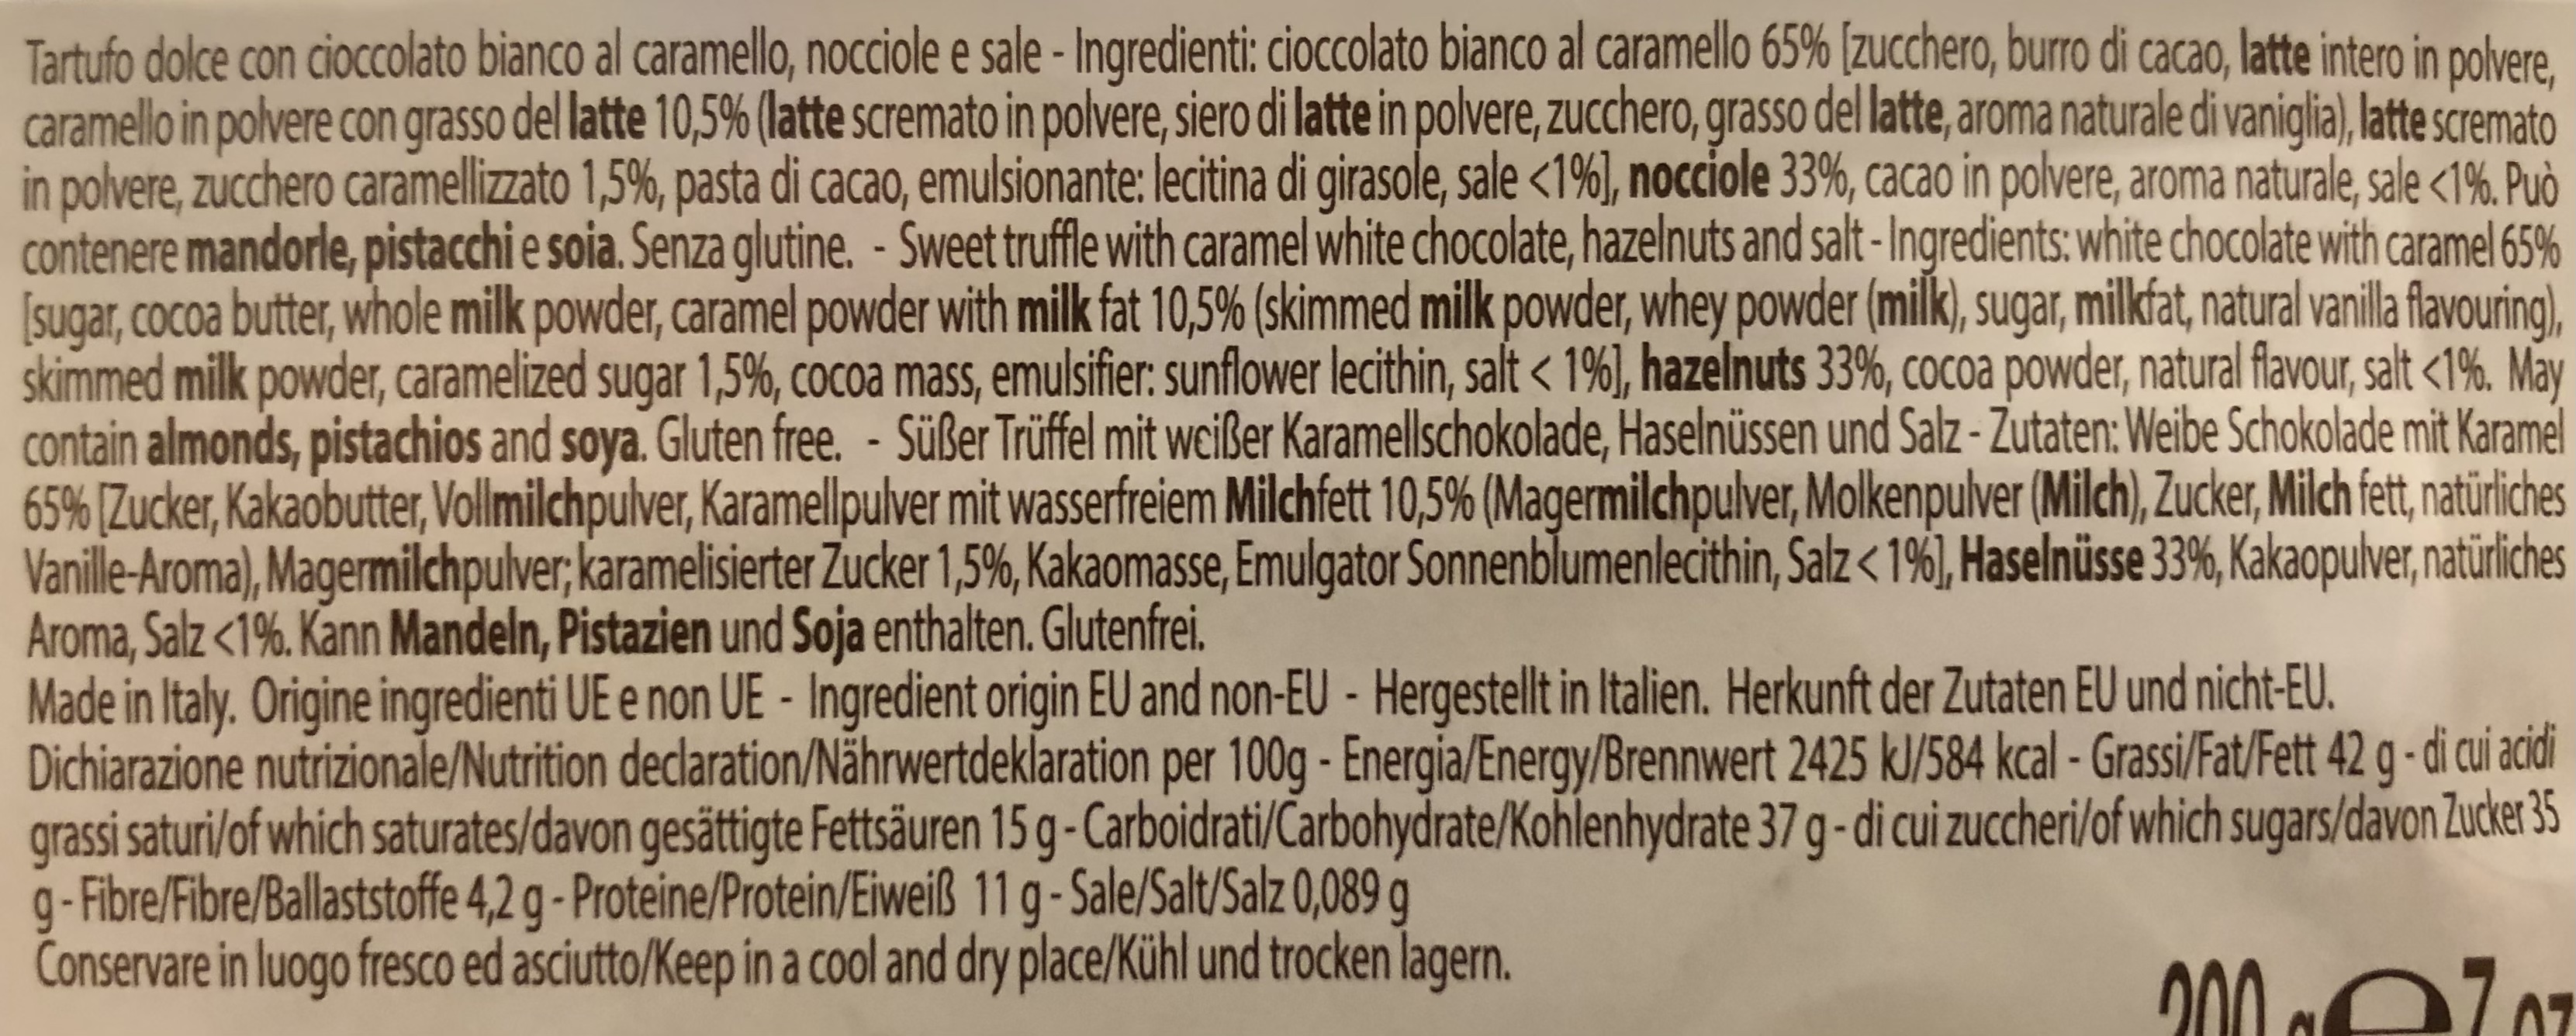 Tartufo dolce con cioccolato bianco al caramello, nocciole e sale - Ingredienti: cioccolato bianco al caramello 65% [zucchero, burro di cacao, latte intero in polvere,
caramello in polvere con grasso del latte 10,5% (latte scremato in polvere, siero di latte in polvere, zucchero, grasso del latte, aroma naturale di vaniglia), latte scremato
in polvere, zucchero caramellizzato 1,5%, pasta di cacao, emulsionante: lecitina di girasole, sale <1%], nocciole 33%, cacao in polvere, aroma naturale, sale <1%. Può
contenere mandorle, pistacchi e soia. Senza glutine. - Sweet truffle with caramel white chocolate, hazelnuts and salt - Ingredients: white chocolate with caramel 65%
[sugar, cocoa butter, whole milk powder, caramel powder with milk fat 10,5% (skimmed milk powder, whey powder (milk), sugar, milkfat, natural vanilla flavouring),
skimmed milk powder, caramelized sugar 1,5%, cocoa mass, emulsifier: sunflower lecithin, salt < 1%], hazelnuts 33%, cocoa powder, natural flavour, salt <1%. May
contain almonds, pistachios and soya. Gluten free. - Süßer Trüffel mit weißer Karamellschokolade, Haselnüssen und Salz - Zutaten: Weibe Schokolade mit Karamel
65% [Zucker, Kakaobutter, Vollmilchpulver, Karamellpulver mit wasserfreiem Milchfett 10,5% (Magermilchpulver, Molkenpulver (Milch), Zucker, Milch fett, natürliches
Vanille-Aroma), Magermilchpulver; karamelisierter Zucker 1,5%, Kakaomasse, Emulgator Sonnenblumenlecithin, Salz < 1%], Haselnüsse 33%, Kakaopulver, natürliches
Aroma, Salz <1%. Kann Mandeln, Pistazien und Soja enthalten. Glutenfrei.
Made in Italy. Origine ingredienti UE e non UE - Ingredient origin EU and non-EU - Hergestellt in Italien. Herkunft der Zutaten EU und nicht-EU.
Dichiarazione nutrizionale/Nutrition declaration/Nährwertdeklaration per 100g - Energia/Energy/Brennwert 2425 kJ/584 kcal - Grassi/Fat/Fett 42 g - di cui acidi
grassi saturi/of which saturates/davon gesättigte Fettsäuren 15 g - Carboidrati/Carbohydrate/Kohlenhydrate 37 g - di cui zuccheri/of which sugars/davon Zucker 35
g - Fibre/Fibre/Ballaststoffe 4,2 g - Proteine/Protein/Eiweiß 11 g - Sale/Salt/Salz 0,089 g
Conservare in luogo fresco ed asciutto/Keep in a cool and dry place/Kühl und trocken lagern.
200 g e 7 oz